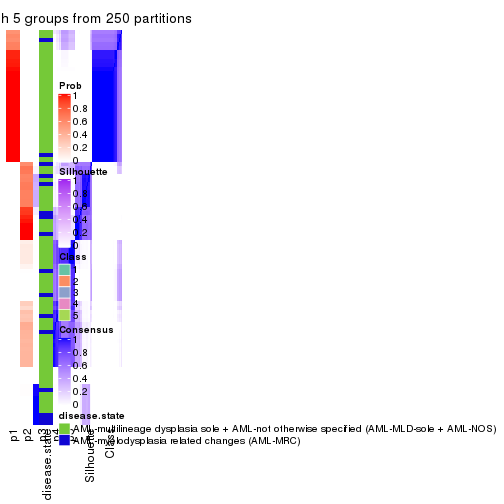 h 5 groups from 250 partitions
Prob
1
0.8
0.6
0.4
0.2
0
Silhouette
1
0.8
0.6
0.4
0.2
0
Class
1
2
3
4
5
Consensus
1
0.8
0.6
0.4
0.2
0
disease.state
AML-multilineage dysplasia sole + AML-not otherwise specified (AML-MLD-sole + AML-NOS)
AML-myelodysplasia related changes (AML-MRC)
p1
p2
p3
disease.state
p4
Silhouette
Class